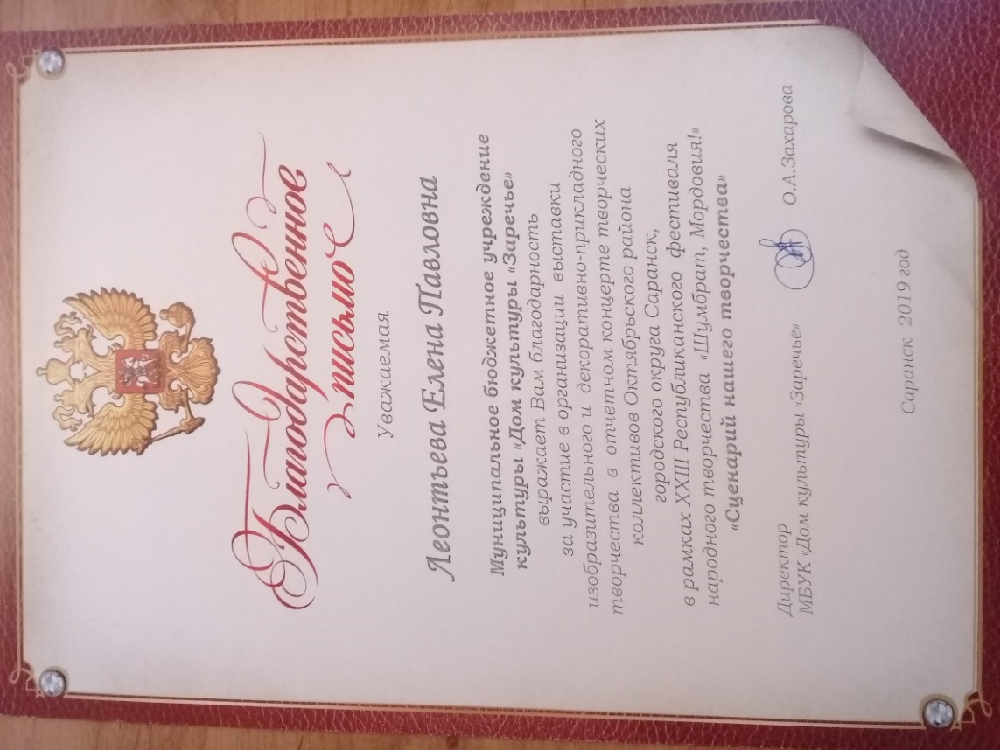 Благодарственное
письмо
Уважаемая
Леонтьева Елена Павловна
Муниципальное бюджетное учреждение
культуры «Дом культуры «Заречье»
выражает Вам благодарность
за участие в организации выставки
изобразительного и декоративно-прикладного
творчества в отчетном концерте творческих
коллективов Октябрьского района
городского округа Саранск,
в рамках XXIII Республиканского фестиваля
народного творчества «Шумбрат, Мордовия!»
«Сценарий нашего творчества»
Директор
МБУК «Дом культуры «Заречье» О.А.Захарова
Саранск 2019 год